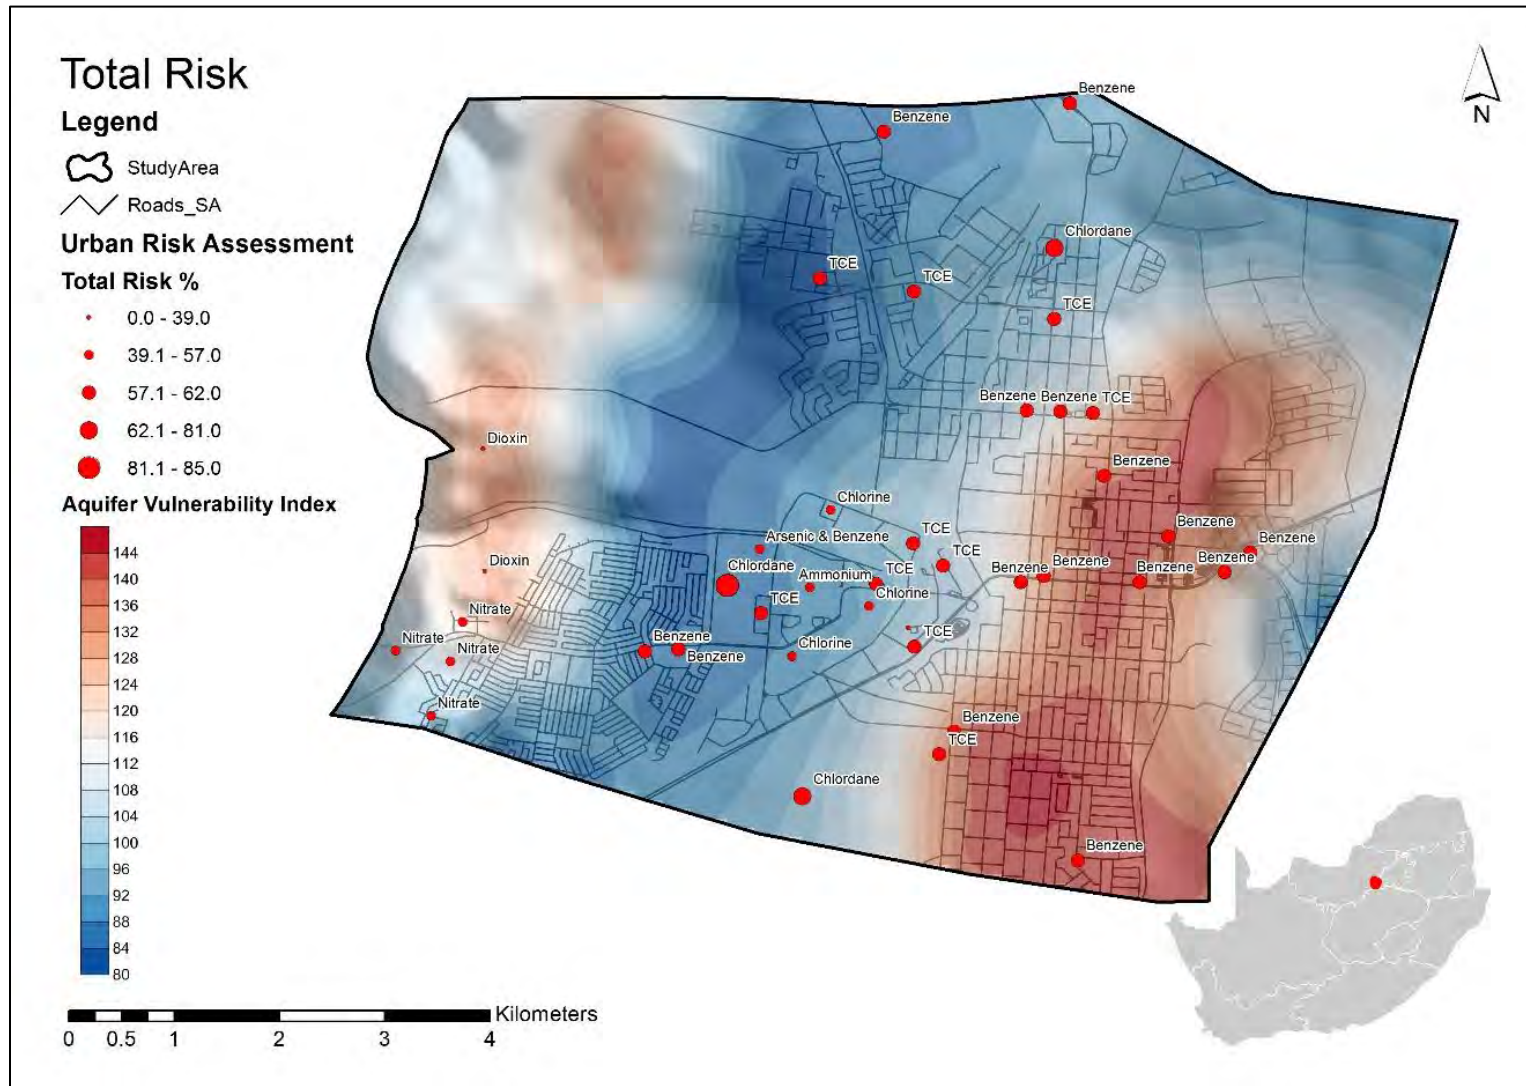 Total Risk
Legend
StudyArea
Roads_SA
Urban Risk Assessment
Total Risk %
0.0 - 39.0
39.1 - 57.0
57.1 - 62.0
62.1 - 81.0
81.1 - 85.0
Aquifer Vulnerability Index
144
140
136
132
128
124
120
116
112
108
104
100
96
92
88
84
80
0 0.5 1 2 3 4
Kilometers
N
Benzene
Benzene
Chlordane
TCE
TCE
TCE
Benzene Benzene TCE
Dioxin
Benzene
Chlorine
Benzene
Arsenic & Benzene
TCE
Benzene
TCE
Benzene
Dioxin
Chlordane
Ammonium
TCE
Benzene
Benzene
Benzene
Chlorine
TCE
Nitrate
TCE
Nitrate
Benzene
Chlorine
Nitrate
Benzene
Nitrate
Benzene
TCE
Chlordane
Benzene